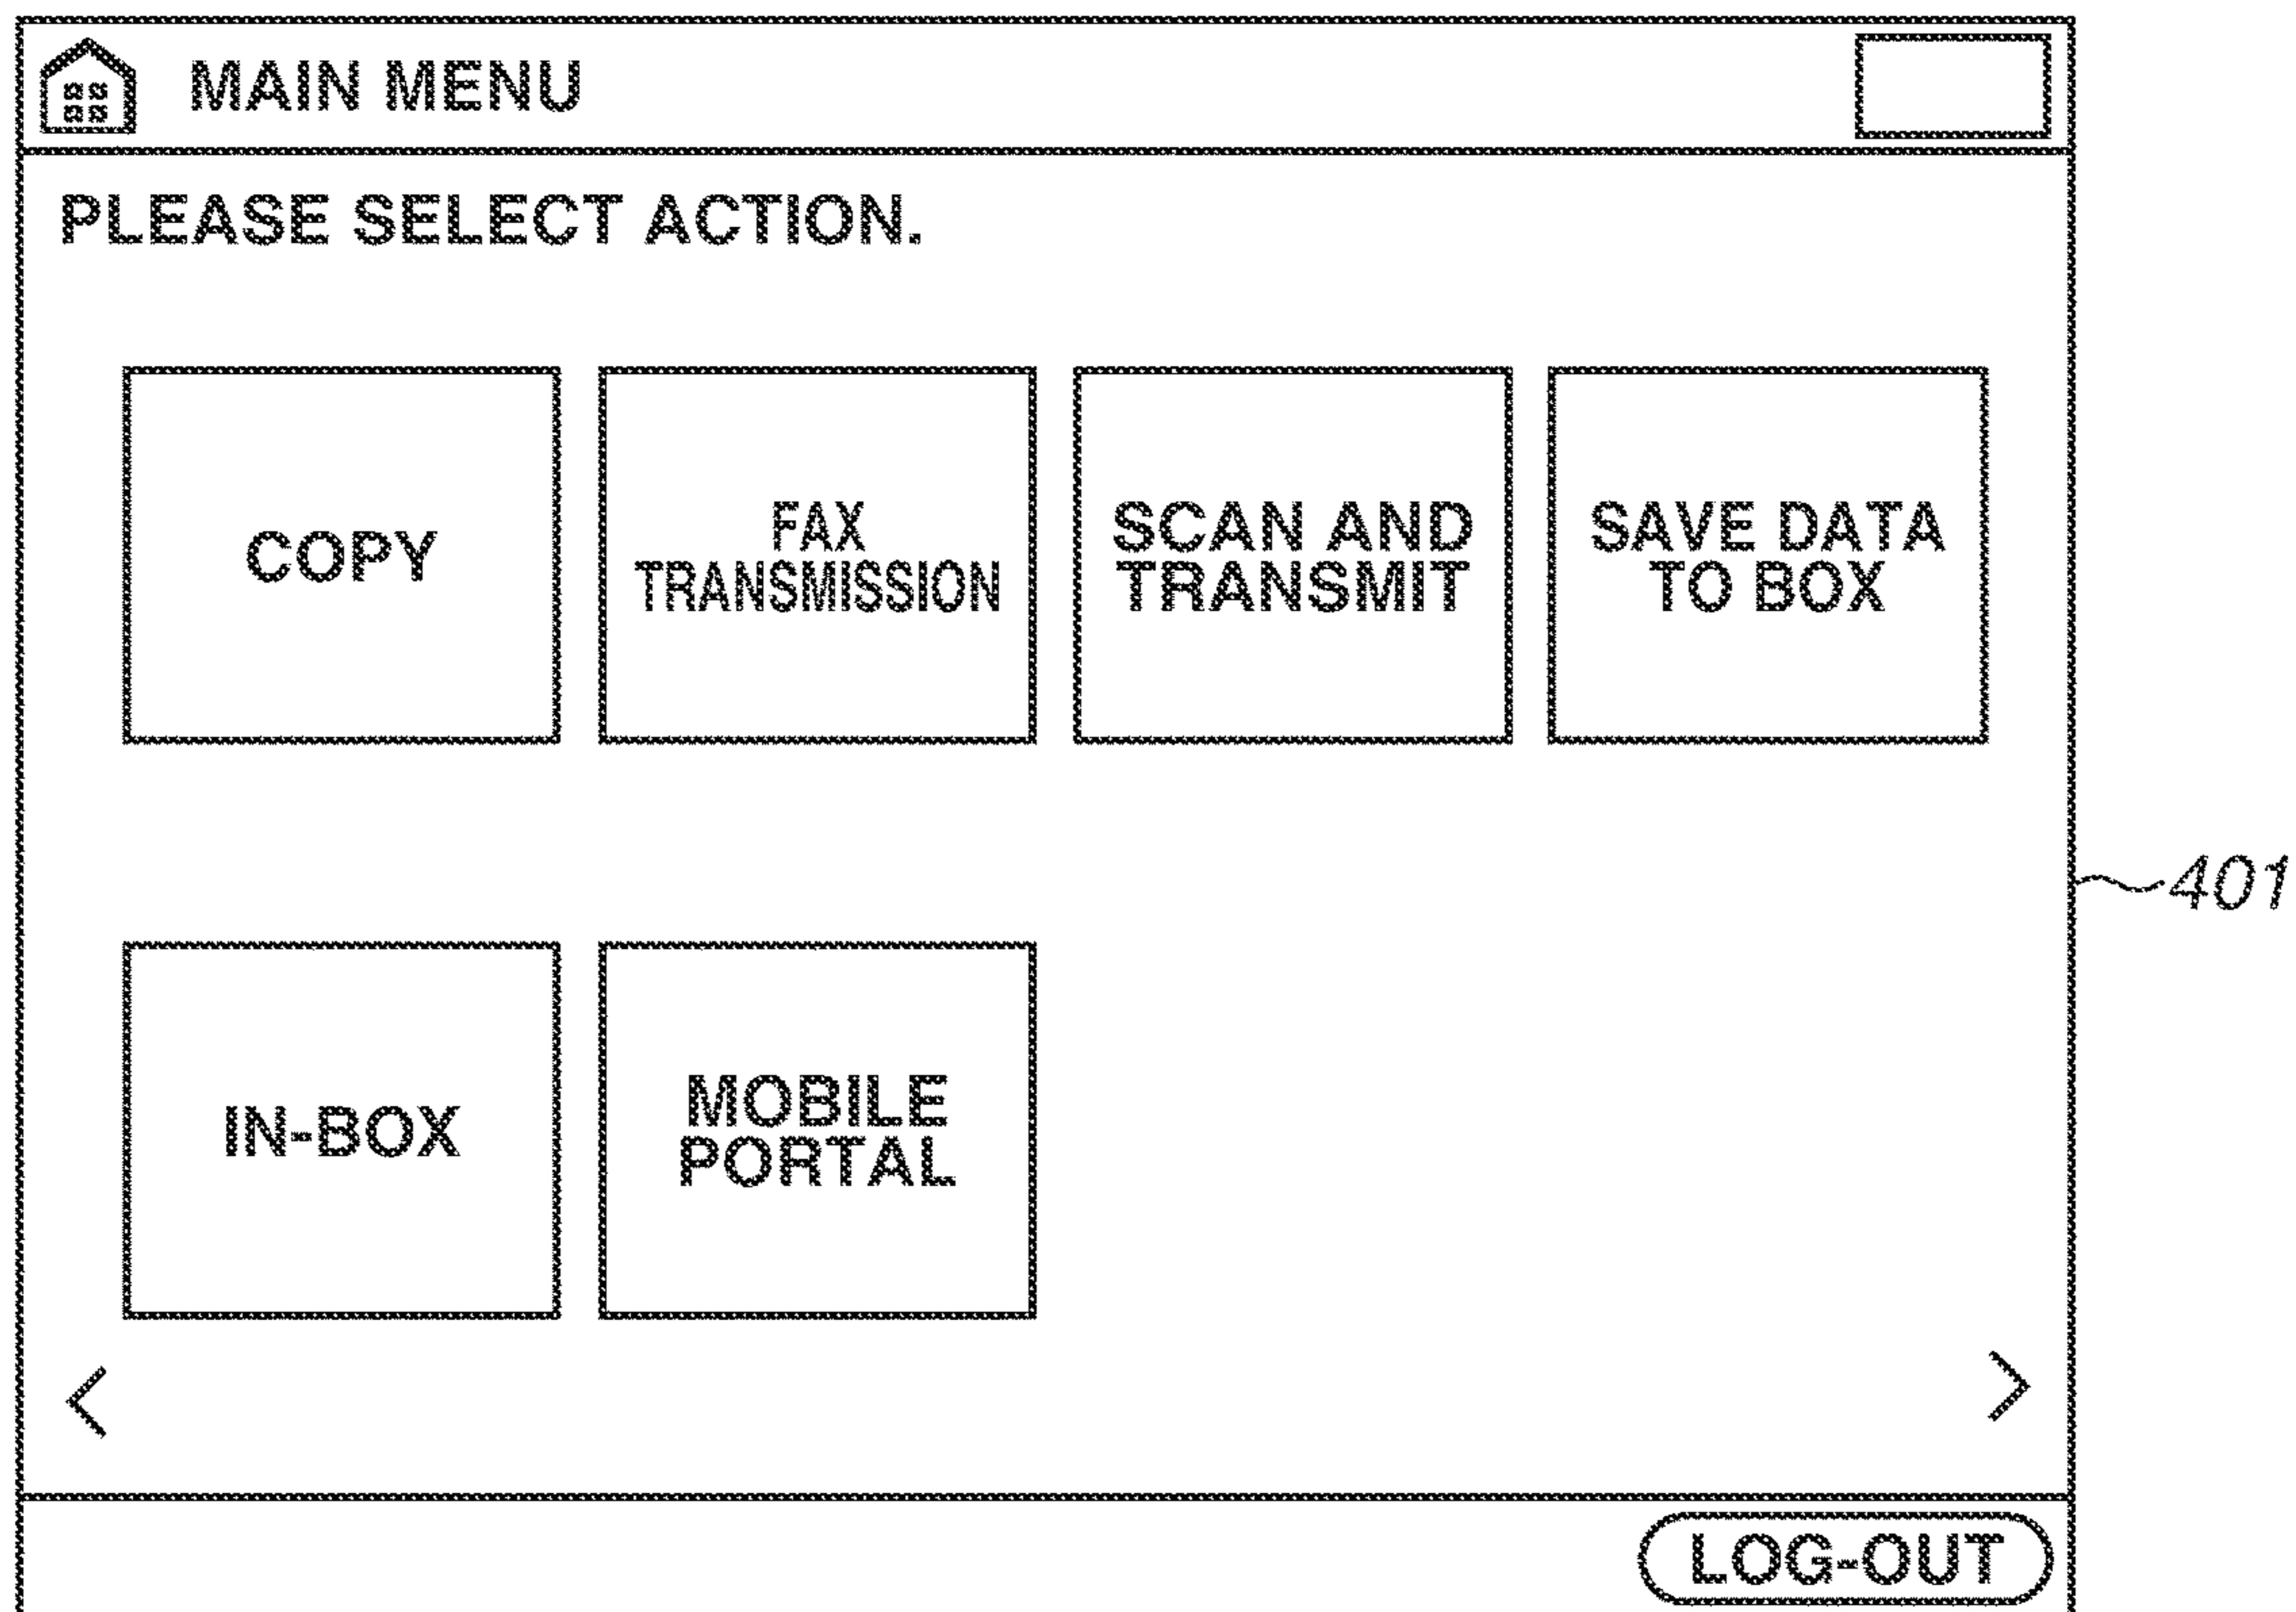 MAIN MENU
PLEASE SELECT ACTION.
COPY
FAX
TRANSMISSION
SCAN AND
TRANSMIT
SAVE DATA
TO BOX
401
IN-BOX
MOBILE
PORTAL
<
>
LOG-OUT